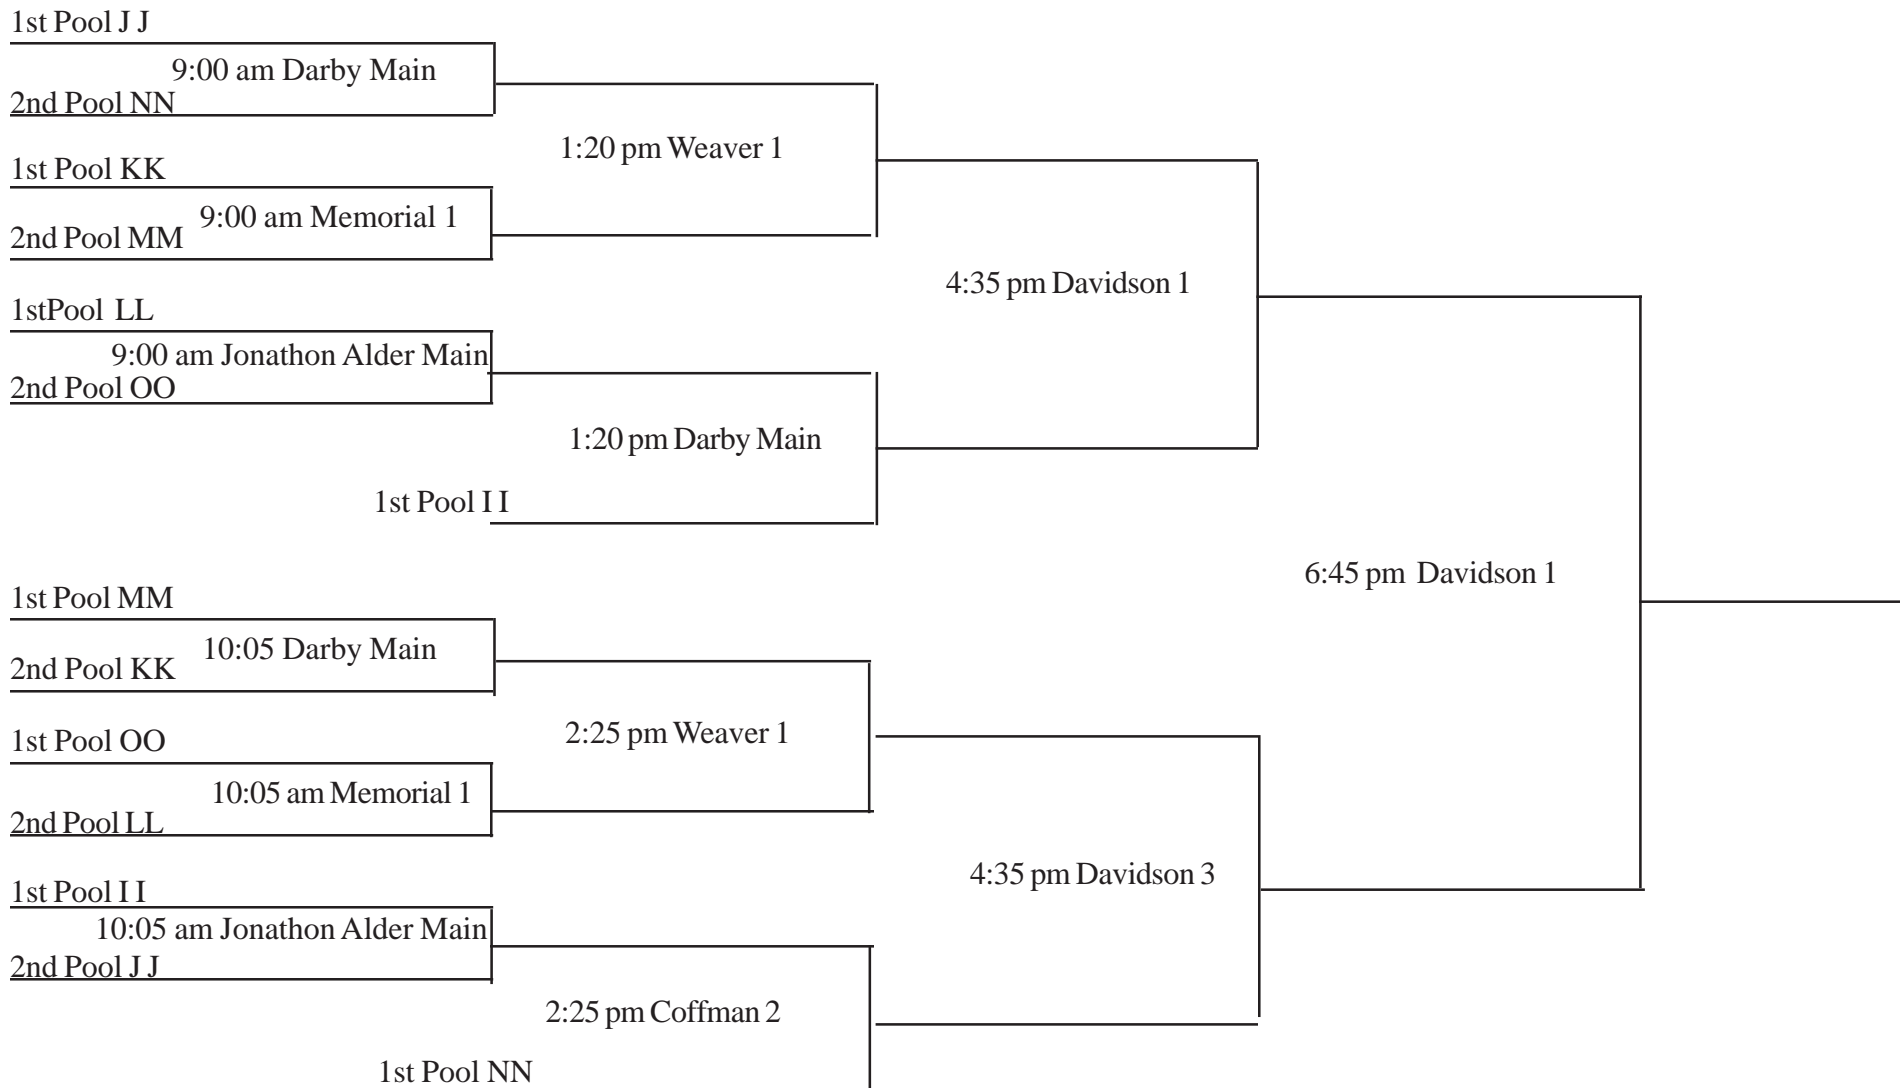 1st Pool J J
9:00 am Darby Main
2nd Pool NN
1:20 pm Weaver 1
1st Pool KK
9:00 am Memorial 1
2nd Pool MM
4:35 pm Davidson 1
1stPool LL
9:00 am Jonathon Alder Main
2nd Pool OO
1:20 pm Darby Main
1st Pool I I
6:45 pm Davidson 1
1st Pool MM
10:05 Darby Main
2nd Pool KK
2:25 pm Weaver 1
1st Pool OO
10:05 am Memorial 1
2nd Pool LL
4:35 pm Davidson 3
1st Pool I I
10:05 am Jonathon Alder Main
2nd Pool J J
2:25 pm Coffman 2
1st Pool NN